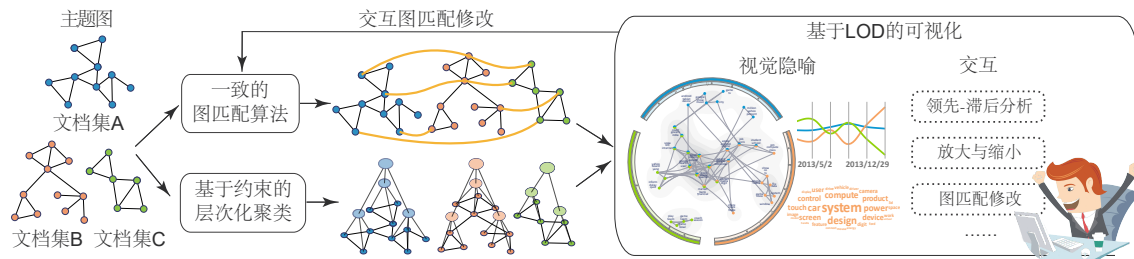 主题图
文档集A
文档集B
文档集C
一致的
图匹配算法
基于约束的
层次化聚类
交互图匹配修改
基于LOD的可视化
视觉隐喻
2013/5/2
2013/12/29
user
camera
control
compute
product
touch
car
system
power
screen
design
device
交互
领先-滞后分析
放大与缩小
图匹配修改
......